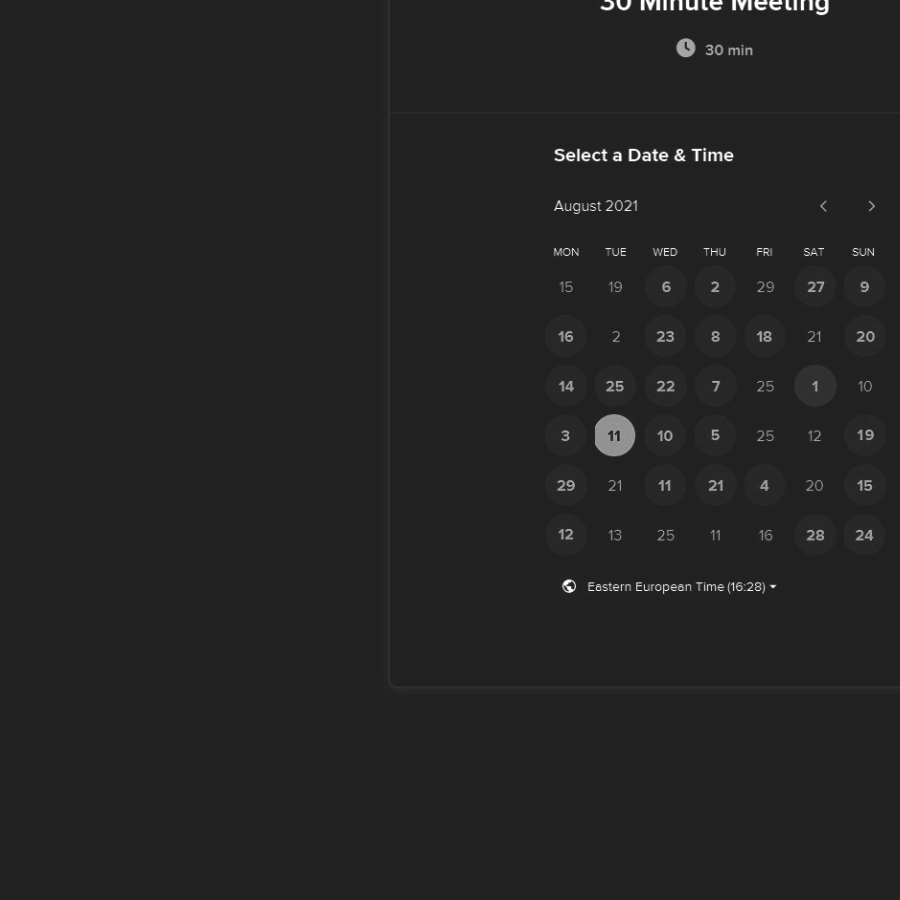 30 Minute Meeting
30 min
Select a Date & Time
August 2021
MON TUE WED THU FRI SAT SUN
15 19 6 2 29 27 9
16 2 23 8 18 21 20
14 25 22 7 25 1 10
3 11 10 5 25 12 19
29 21 11 21 4 20 15
12 13 25 11 16 28 24
Eastern European Time (16:28)